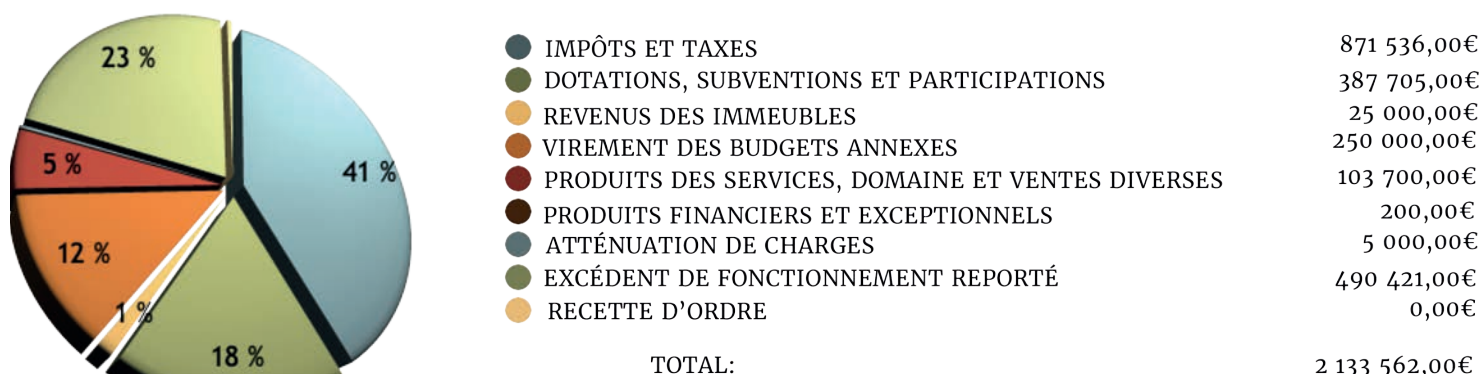 23 %
5 %
41 %
12 %
1 %
18 %
IMPÔTS ET TAXES 871 536,00€
DOTATIONS, SUBVENTIONS ET PARTICIPATIONS 387 705,00€
REVENUS DES IMMEUBLES 25 000,00€
VIREMENT DES BUDGETS ANNEXES 250 000,00€
PRODUITS DES SERVICES, DOMAINE ET VENTES DIVERSES 103 700,00€
PRODUITS FINANCIERS ET EXCEPTIONNELS 200,00€
ATTÉNUATION DE CHARGES 5 000,00€
EXCÉDENT DE FONCTIONNEMENT REPORTÉ 490 421,00€
RECETTE D'ORDRE 0,00€
TOTAL: 2 133 562,00€